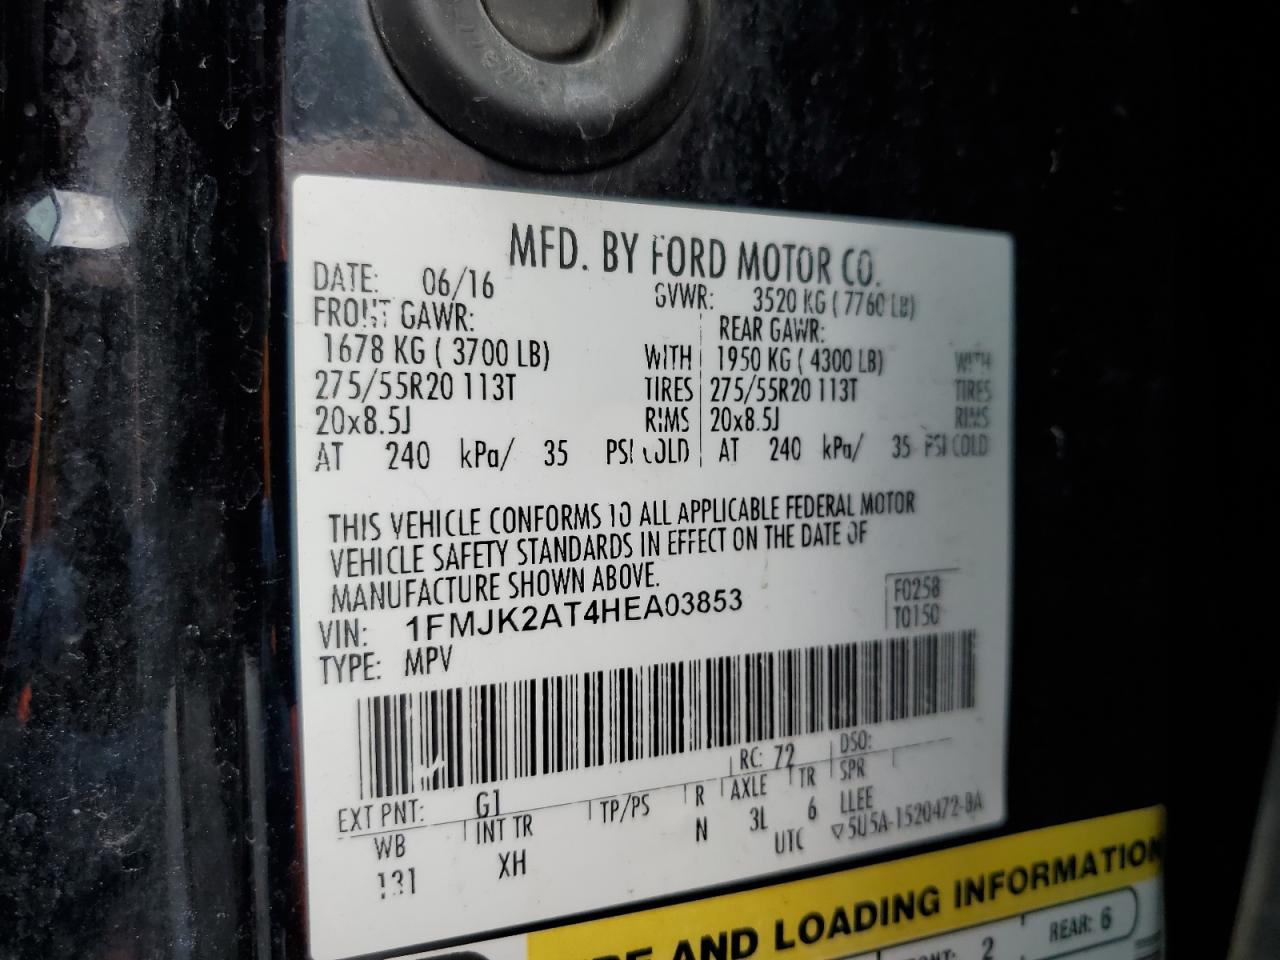 MFD. BY FORD MOTOR CO.
DATE: 06/16 GVWR: 3520 KG ( 7760 LB)
FRONT GAWR: REAR GAWR:
1678 KG ( 3700 LB) WITH 1950 KG ( 4300 LB) WITH
275/55R20 113T TIRES 275/55R20 113T TIRES
20x8.5J RIMS 20x8.5J RIMS
AT 240 kPa/ 35 PSI COLD AT 240 kPa/ 35 PSI COLD
THIS VEHICLE CONFORMS TO ALL APPLICABLE FEDERAL MOTOR
VEHICLE SAFETY STANDARDS IN EFFECT ON THE DATE OF
MANUFACTURE SHOWN ABOVE.
VIN: 1FMJK2AT4HEA03853 F0258
TYPE: MPV T0150
EXT PNT: G1 RC: 72 DSO:
WB INT TR TP/PS R AXLE TR SPR
131 XH N 3L 6 LLEE
UTC ▽5U5A-1520472-BA
AND LOADING INFORMATION
2 REAR: 6